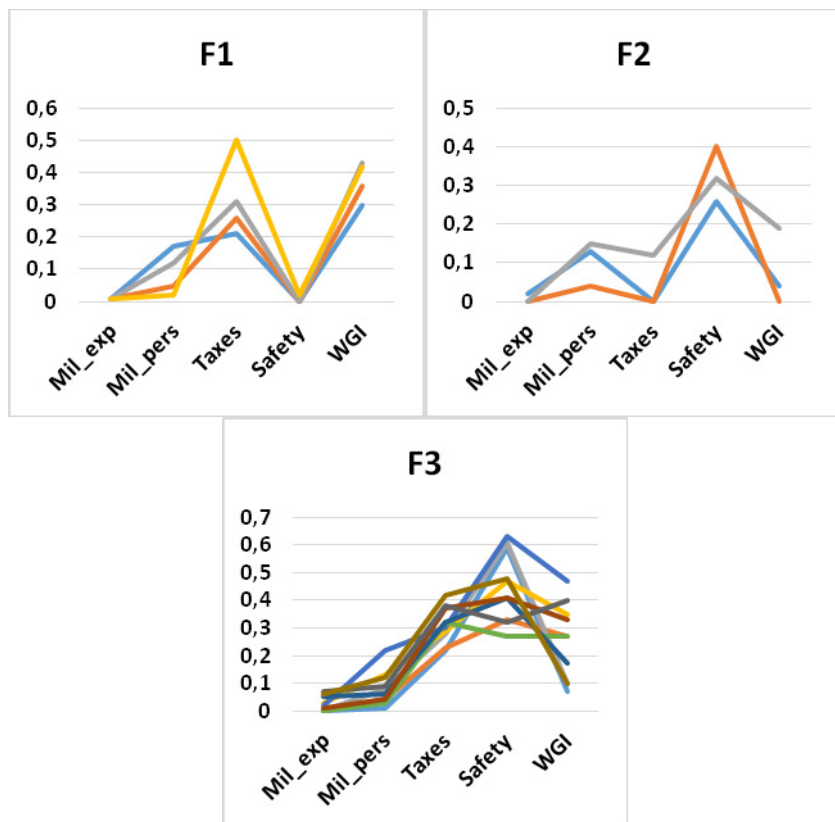 F1
0,6
0,5
0,4
0,3
0,2
0,1
0
Mil_exp
Mil_pers
Taxes
Safety
WGI
F2
0,5
0,4
0,3
0,2
0,1
0
Mil_exp
Mil_pers
Taxes
Safety
WGI
F3
0,7
0,6
0,5
0,4
0,3
0,2
0,1
0
Mil_exp
Mil_pers
Taxes
Safety
WGI